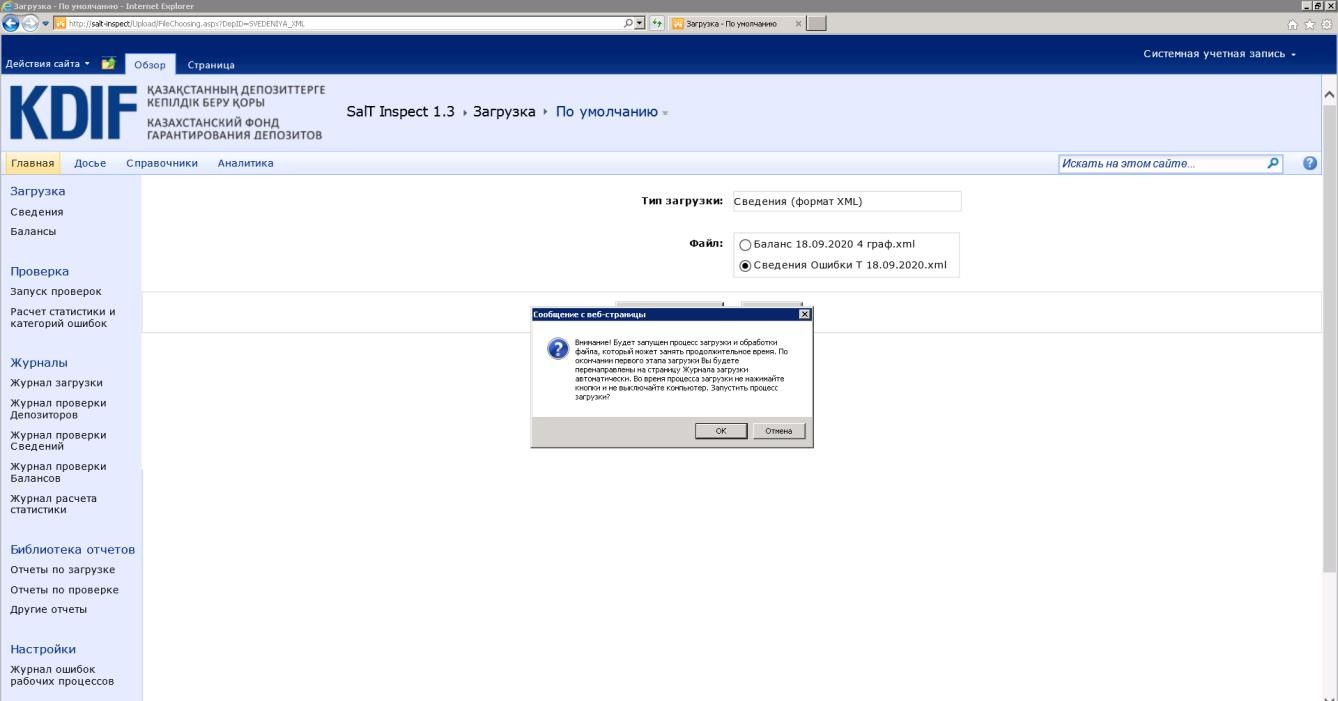 Загрузка - По умолчанию - Internet Explorer
http://salt-inspect/Upload/FileChoosing.aspx?DepID=SVEDENIYA_XML
Загрузка - По умолчанию
Системная учетная запись
Действия сайта
Обзор
Страница
KDIF
ҚАЗАҚСТАННЫҢ ДЕПОЗИТТЕРГЕ
КЕПІЛДІК БЕРУ ҚОРЫ
КАЗАХСТАНСКИЙ ФОНД
ГАРАНТИРОВАНИЯ ДЕПОЗИТОВ
SalT Inspect 1.3 Загрузка По умолчанию
Главная Досье Справочники Аналитика
Искать на этом сайте...
Загрузка
Сведения
Балансы
Проверка
Запуск проверок
Расчет статистики и
категорий ошибок
Журналы
Журнал загрузки
Журнал проверки
Депозиторов
Журнал проверки
Сведений
Журнал проверки
Балансов
Журнал расчета
статистики
Библиотека отчетов
Отчеты по загрузке
Отчеты по проверке
Другие отчеты
Настройки
Журнал ошибок
рабочих процессов
Тип загрузки: Сведения (формат XML)
Файл:
Баланс 18.09.2020 4 граф.xml
Сведения Ошибки Т 18.09.2020.xml
Сообщение с веб-страницы
Внимание! Будет запущен процесс загрузки и обработки
файла, который может занять продолжительное время. По
окончании первого этапа загрузки Вы будете
перенаправлены на страницу Журнала загрузки
автоматически. Во время процесса загрузки не нажимайте
кнопки и не выключайте компьютер. Запустить процесс
загрузки?
OK
Отмена